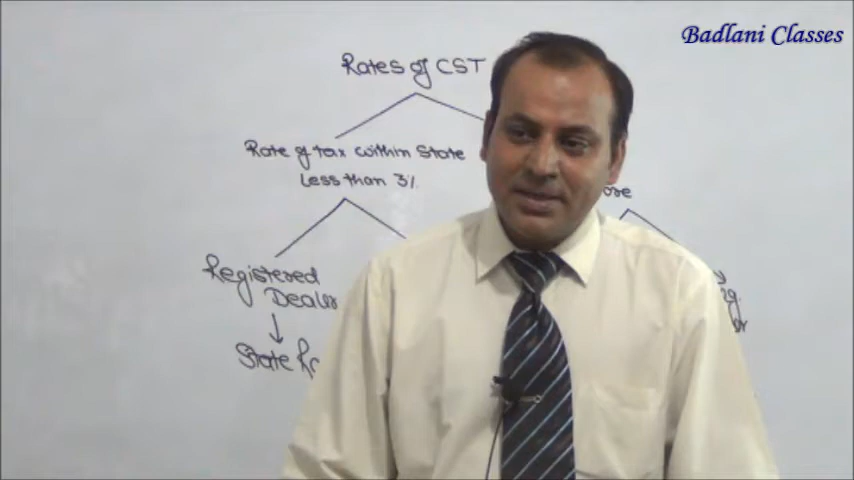 Badlani Classes
Rates of CST
Rate of tax within State
less than 3%
Registered
Dealer
State